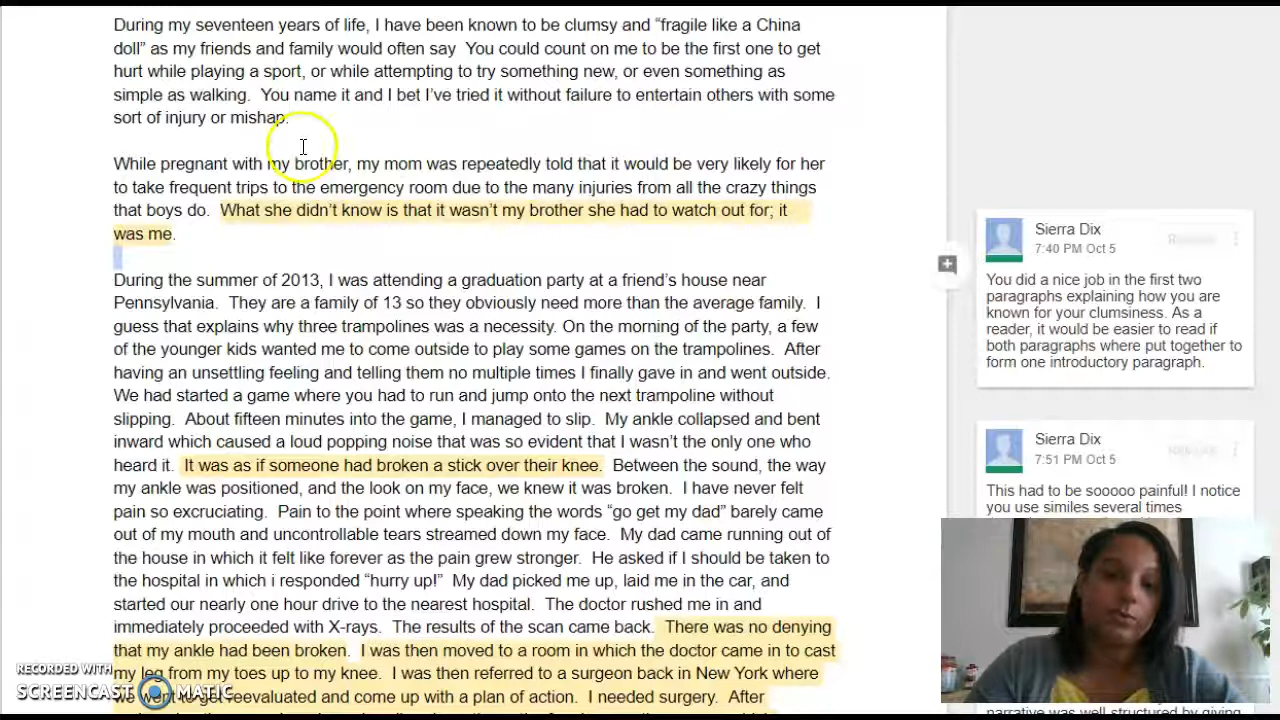 During my seventeen years of life, I have been known to be clumsy and “fragile like a China
doll” as my friends and family would often say  You could count on me to be the first one to get
hurt while playing a sport, or while attempting to try something new, or even something as
simple as walking.  You name it and I bet I’ve tried it without failure to entertain others with some
sort of injury or mishap.
While pregnant with my brother, my mom was repeatedly told that it would be very likely for her
to take frequent trips to the emergency room due to the many injuries from all the crazy things
that boys do.  What she didn’t know is that it wasn’t my brother she had to watch out for; it
was me.
During the summer of 2013, I was attending a graduation party at a friend’s house near
Pennsylvania.  They are a family of 13 so they obviously need more than the average family.  I
guess that explains why three trampolines was a necessity. On the morning of the party, a few
of the younger kids wanted me to come outside to play some games on the trampolines.  After
having an unsettling feeling and telling them no multiple times I finally gave in and went outside.
We had started a game where you had to run and jump onto the next trampoline without
slipping.  About fifteen minutes into the game, I managed to slip.  My ankle collapsed and bent
inward which caused a loud popping noise that was so evident that I wasn’t the only one who
heard it.  It was as if someone had broken a stick over their knee.  Between the sound, the way
my ankle was positioned, and the look on my face, we knew it was broken.  I have never felt
pain so excruciating.  Pain to the point where speaking the words “go get my dad” barely came
out of my mouth and uncontrollable tears streamed down my face.  My dad came running out of
the house in which it felt like forever as the pain grew stronger.  He asked if I should be taken to
the hospital in which i responded “hurry up!”  My dad picked me up, laid me in the car, and
started our nearly one hour drive to the nearest hospital.  The doctor rushed me in and
immediately proceeded with X-rays.  The results of the scan came back.  There was no denying
that my ankle had been broken.  I was then moved to a room in which the doctor came in to cast
my leg from my toes up to my knee.  I was then referred to a surgeon back in New York where
we went to get reevaluated and come up with a plan of action.  I needed surgery.  After
Sierra Dix
7:40 PM Oct 5
You did a nice job in the first two
paragraphs explaining how you are
known for your clumsiness. As a
reader, it would be easier to read if
both paragraphs where put together to
form one introductory paragraph.
Sierra Dix
7:51 PM Oct 5
This had to be sooooo painful! I notice
you use similes several times
narrative was well structured by giving
RECORDED WITH
SCREENCAST MATIC